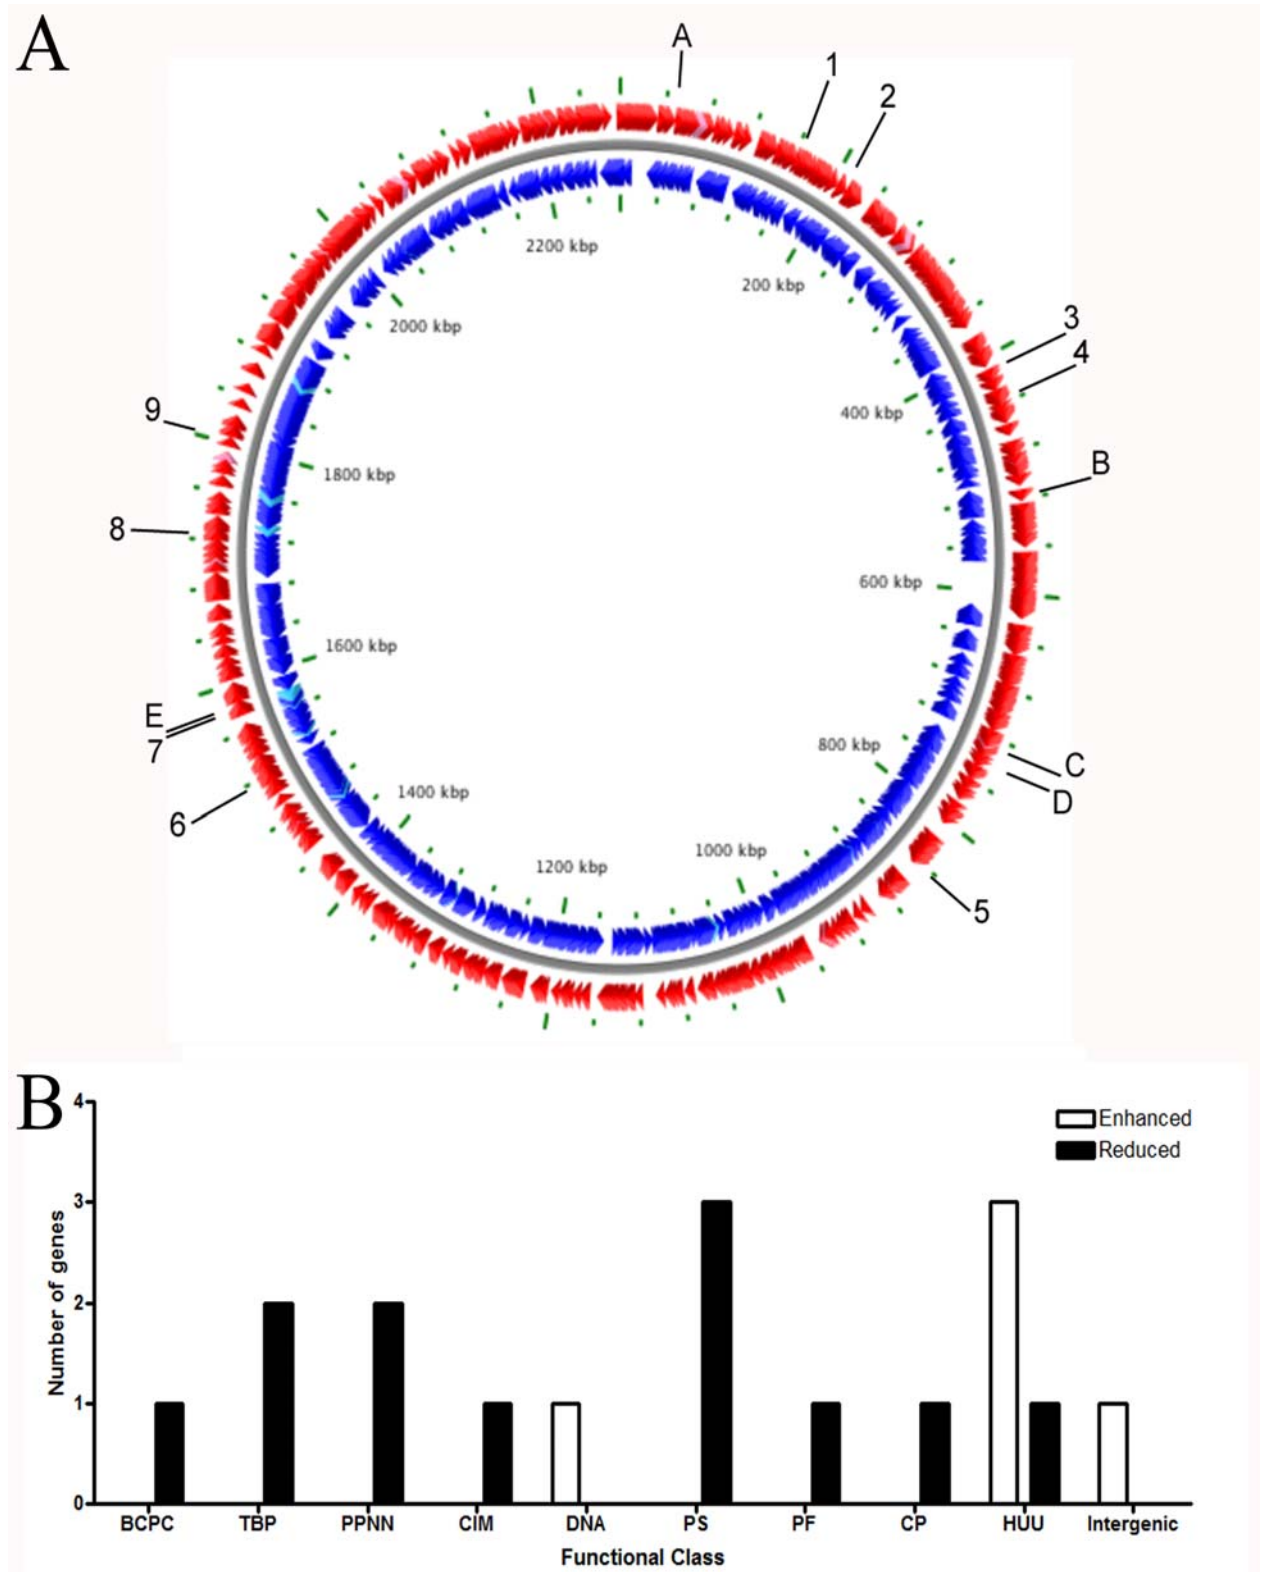 A
A
1
2
3
4
B
C
D
5
6
7
E
8
9
2200 kbp
200 kbp
2000 kbp
400 kbp
1800 kbp
600 kbp
1600 kbp
800 kbp
1400 kbp
1000 kbp
1200 kbp
B
Enhanced
Reduced
Number of genes
4
3
2
1
0
BCPC TBP PPNN CIM DNA PS PF CP HUU Intergenic
Functional Class